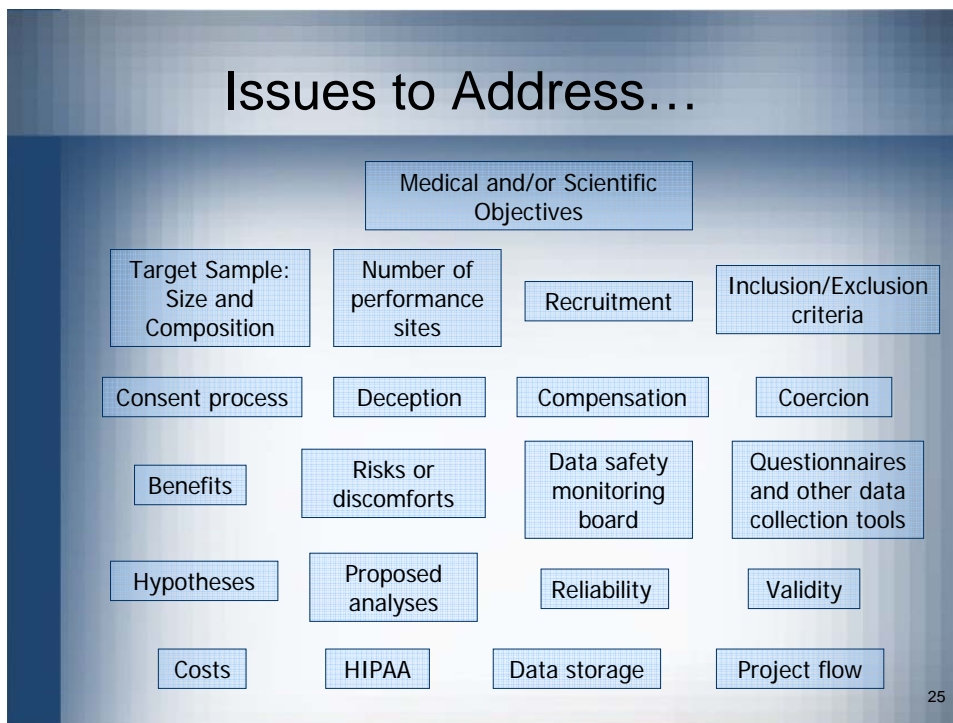 Issues to Address…
Medical and/or Scientific
Objectives
Target Sample:
Size and
Composition
Number of
performance
sites
Recruitment
Inclusion/Exclusion
criteria
Consent process
Deception
Compensation
Coercion
Benefits
Risks or
discomforts
Data safety
monitoring
board
Questionnaires
and other data
collection tools
Hypotheses
Proposed
analyses
Reliability
Validity
Costs
HIPAA
Data storage
Project flow
25